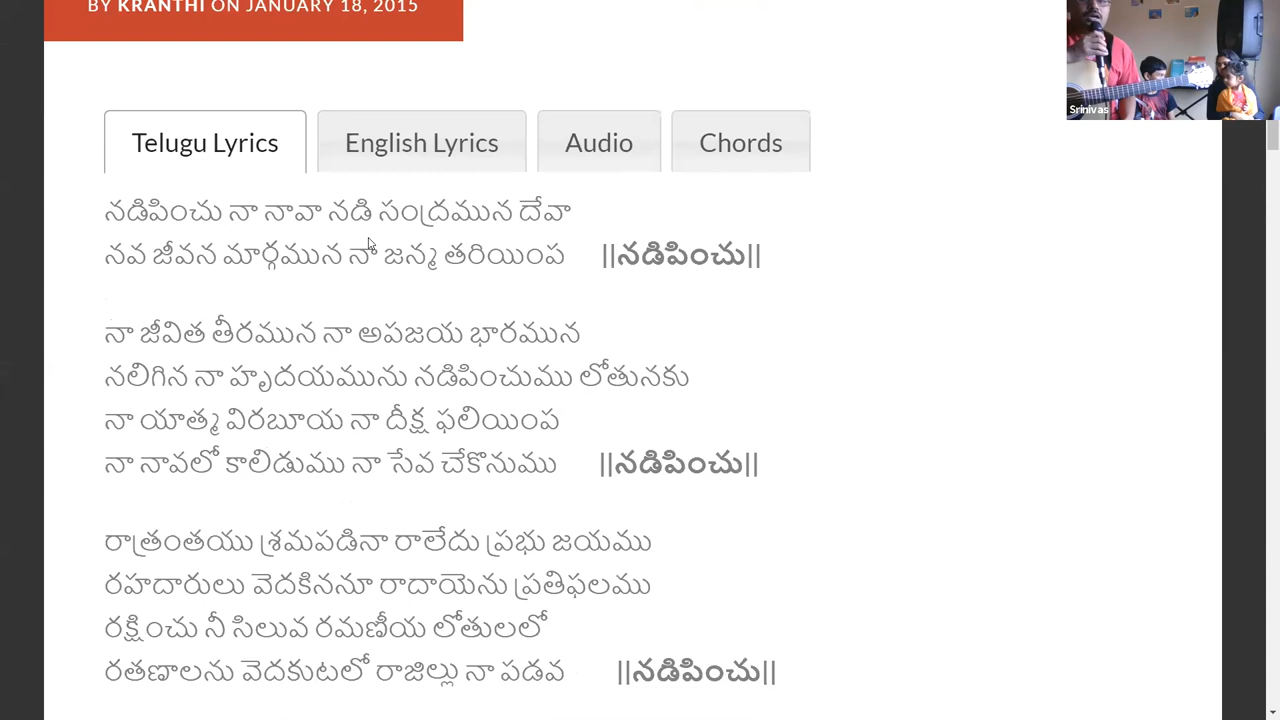 BY KRANTHI ON JANUARY 18, 2015
Srinivas
Telugu Lyrics English Lyrics Audio Chords
నడిపించు నా నావా నడి సంద్రమున దేవా
నవ జీవన మార్గమున నా జన్మ తరియింప ||నడిపించు||
నా జీవిత తీరమున నా అపజయ భారమున
నలిగిన నా హృదయమును నడిపించుము లోతునకు
నా యాత్మ విరబూయ నా దీక్ష ఫలియింప
నా నావలో కాలిడుము నా సేవ చేకొనుము ||నడిపించు||
రాత్రంతయు శ్రమపడినా రాలేదు ప్రభు జయము
రహదారులు వెదకిననూ రాదాయెను ప్రతిఫలము
రక్షించు నీ సిలువ రమణీయ లోతులలో
రతణాలను వెదకుటలో రాజిల్లు నా పడవ ||నడిపించు||